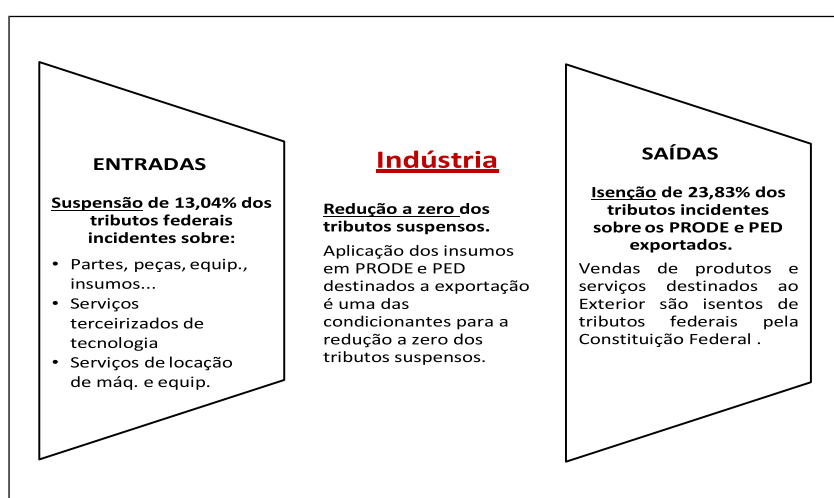 ENTRADAS
Suspensão de 13,04% dos
tributos federais
incidentes sobre:
• Partes, peças, equip.,
insumos...
• Serviços
terceirizados de
tecnologia
• Serviços de locação
de máq. e equip.
Indústria
Redução a zero dos
tributos suspensos.
Aplicação dos insumos
em PRODE e PED
destinados a exportação
é uma das
condicionantes para a
redução a zero dos
tributos suspensos.
SAÍDAS
Isenção de 23,83% dos
tributos incidentes
sobre os PRODE e PED
exportados.
Vendas de produtos e
serviços destinados ao
Exterior são isentos de
tributos federais pela
Constituição Federal .